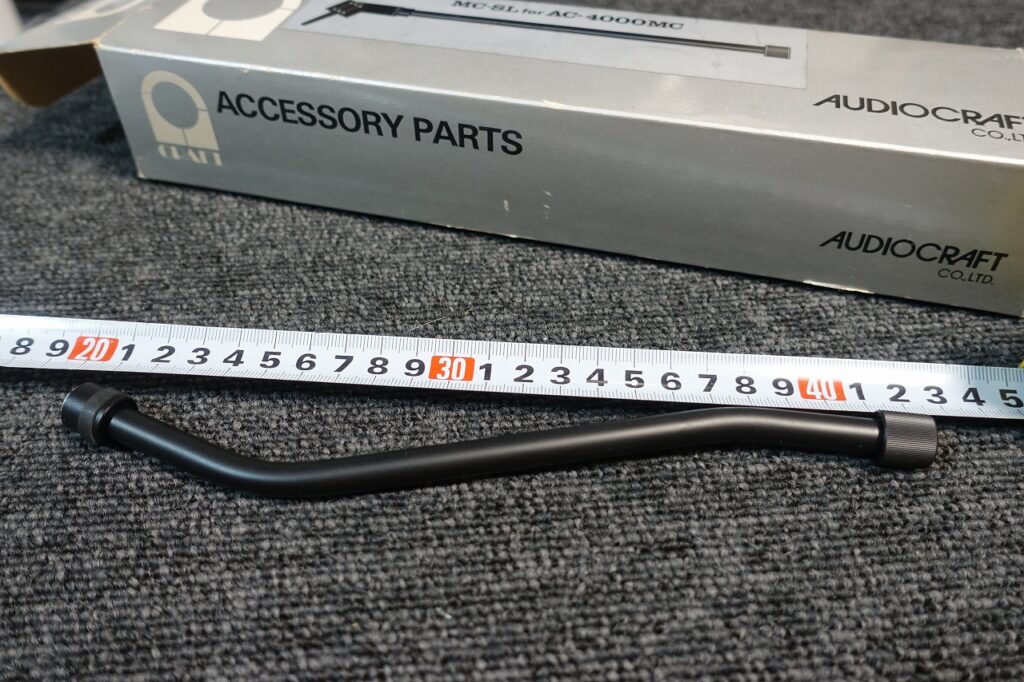 MC-SL for AC-4000MC
AUDIOCRAFT
CO.,LT
CRAFT
ACCESSORY PARTS
AUDIOCRAFT
CO.,LTD.
8 9 20 1 2 3 4 5 6 7 8 9 30 1 2 3 4 5 6 7 8 9 40 1 2 3 4 5